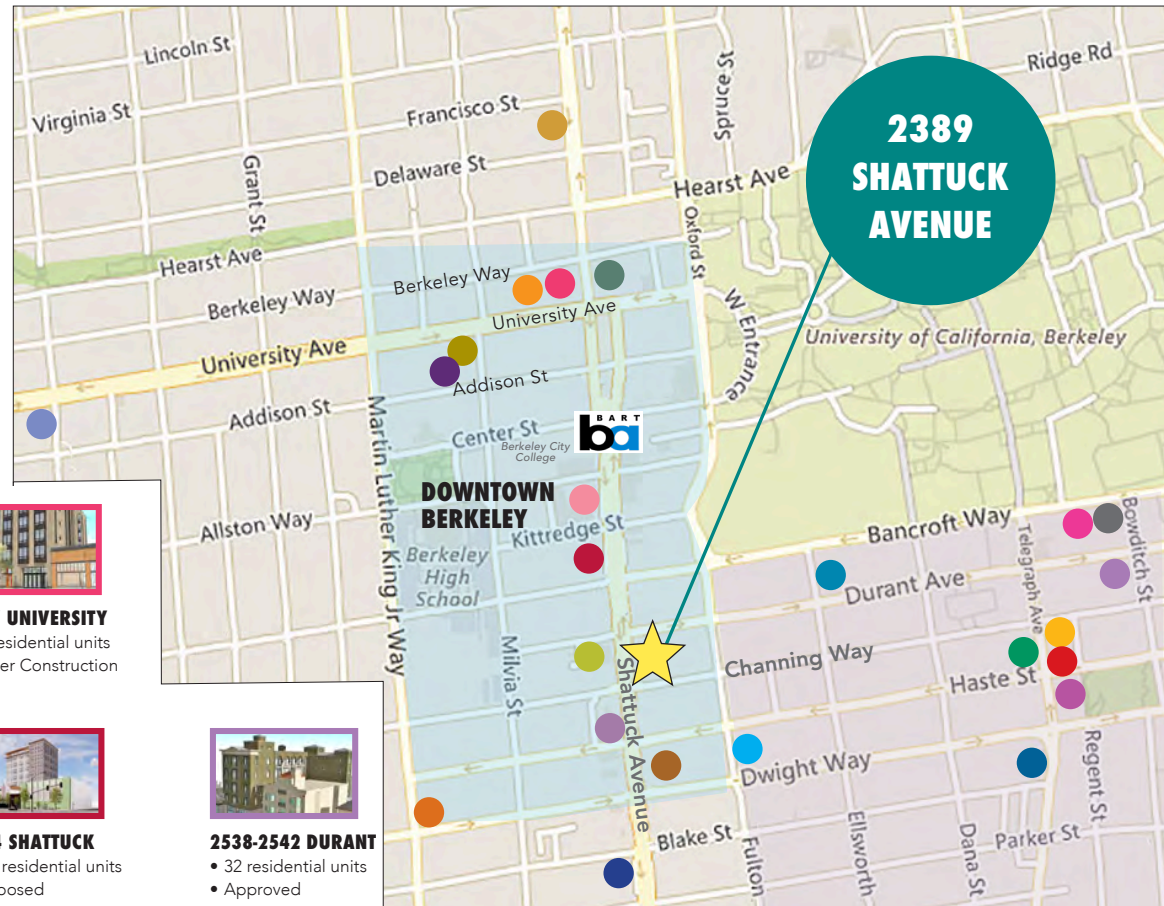 Lincoln St
Ridge Rd
Spruce St
Virginia St
Francisco St
2389
SHATTUCK
AVENUE
Grant St
Delaware St
Hearst Ave
Oxford St
Hearst Ave
Berkeley Way
Berkeley Way
University Ave
W Entrance
University of California, Berkeley
University Ave
Addison St
Addison St
Martin Luther King Jr Way
Center St
BART
ba
Berkeley City
College
DOWNTOWN
BERKELEY
Allston Way
Kittredge St
Bancroft Way
Bowditch St
Telegraph Ave
Berkeley
High
School
Durant Ave
UNIVERSITY
residential units
er Construction
Milvia St
Shattuck Avenue
Channing Way
Haste St
Dwight Way
Regent St
SHATTUCK
residential units
posed
2538-2542 DURANT
• 32 residential units
• Approved
Blake St
Fulton
Ellsworth
Dana St
Parker St